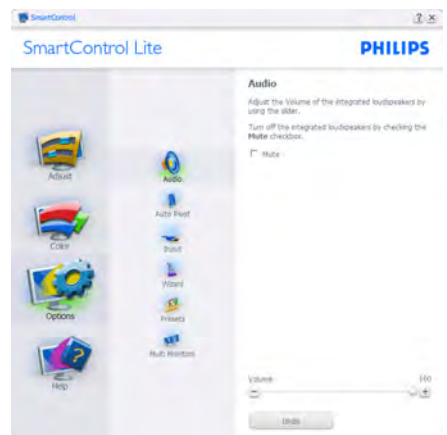 SmartControl
SmartControl Lite
PHILIPS
Audio
Adjust the Volume of the integrated loudspeakers by
using the slider.
Turn off the integrated loudspeakers by checking the
Mute checkbox.
Mute
Adjust
Color
Options
Help
Audio
Auto Pivot
Input
Wizard
Presets
Multi Monitors
Volume
100
Undo